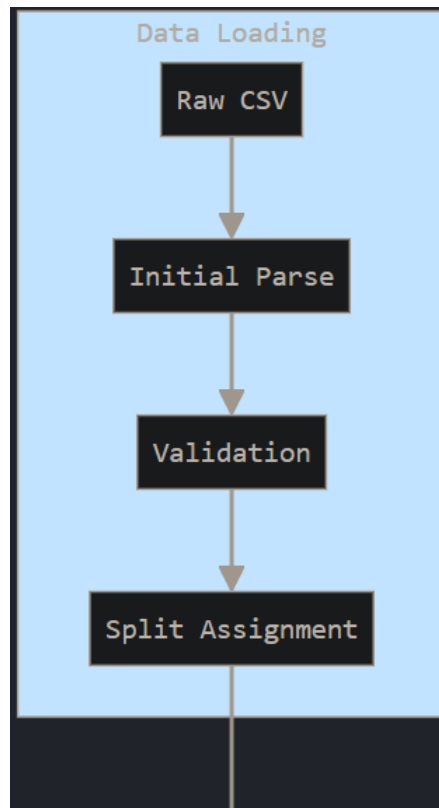 Data Loading
Raw CSV
Initial Parse
Validation
Split Assignment